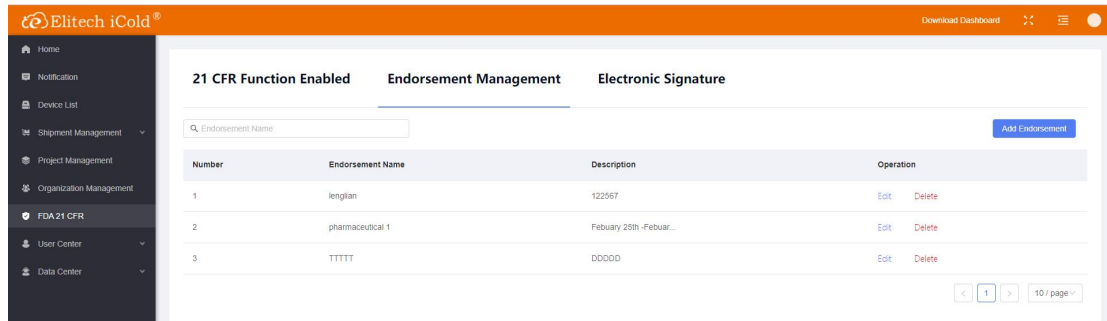 Elitech iCold®
Download Dashboard
Home
Notification
Device List
Shipment Management
Project Management
Organization Management
FDA 21 CFR
User Center
Data Center
21 CFR Function Enabled Endorsement Management Electronic Signature
Endorsement Name
Add Endorsement
Number Endorsement Name Description Operation
1 lenglian 122567 Edit Delete
2 pharmaceutical 1 Febuary 25th -Febuar... Edit Delete
3 TTTTT DDDDD Edit Delete
< 1 > 10 / page